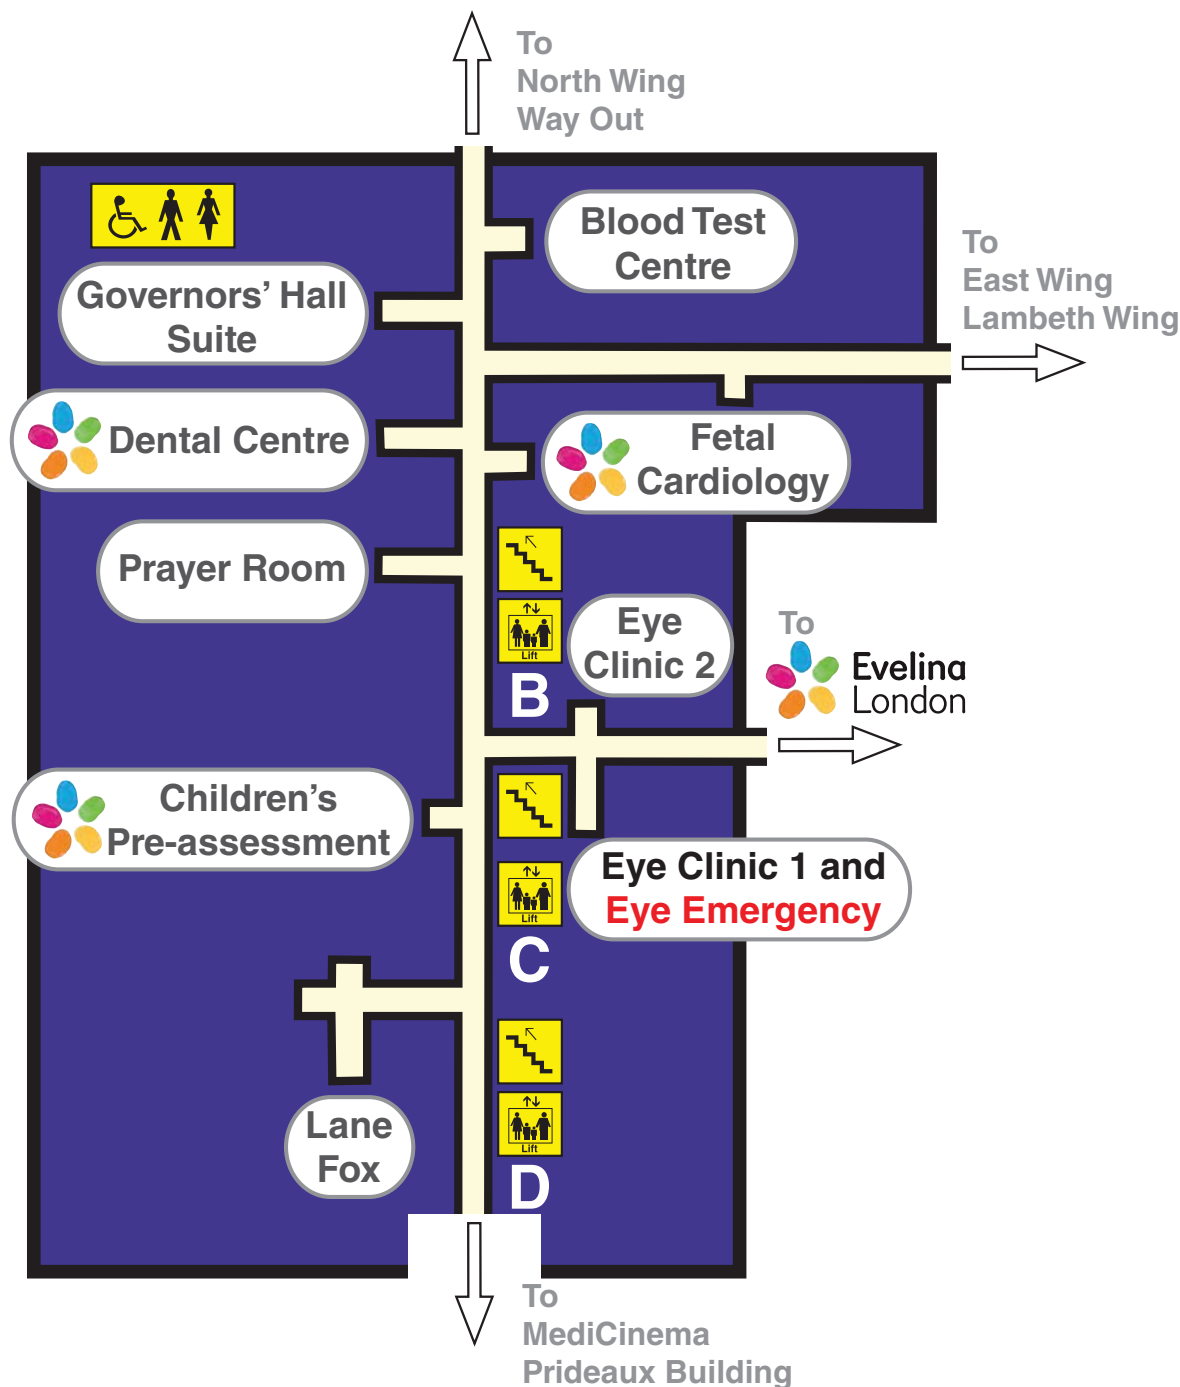 To
North Wing
Way Out
Blood Test
Centre
To
East Wing
Lambeth Wing
Governors’ Hall
Suite
Dental Centre
Fetal
Cardiology
Prayer Room
Lift
B
Eye
Clinic 2
To
Evelina
London
Children’s
Pre-assessment
Eye Clinic 1 and
Eye Emergency
Lift
C
Lane
Fox
Lift
D
To
MediCinema
Prideaux Building